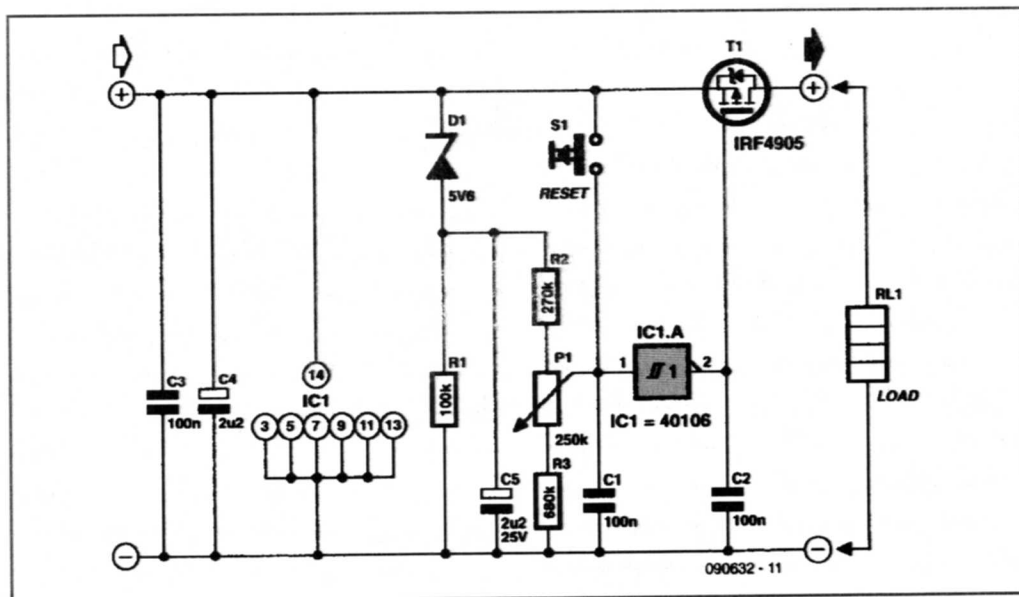 T1
+
+
D1
S1
IRF4905
5V6
RESET
R2
270k
IC1.A
RL1
14
R1
P1
1
1
2
C3
C4
IC1
100k
LOAD
100n
2u2
IC1 = 40106
3
5
7
9
11
13
250k
C5
R3
C1
C2
680k
2u2
100n
100n
25V
090632 - 11